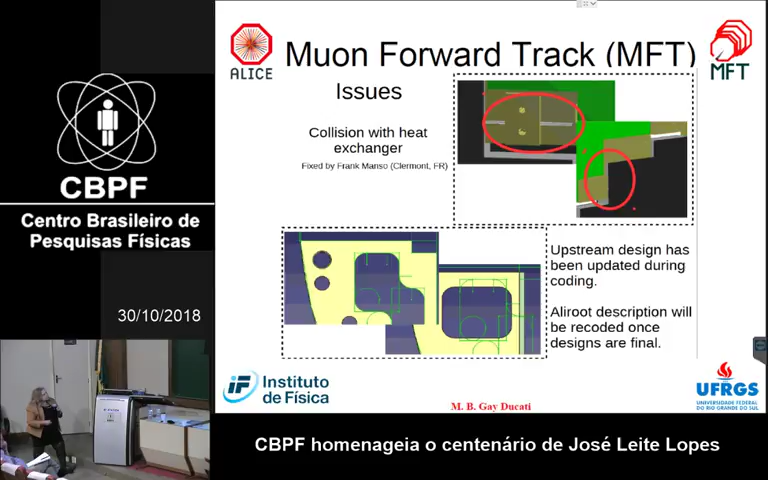 CBPF
Centro Brasileiro de
Pesquisas Físicas
30/10/2018
ALICE
Muon Forward Track (MFT)
MFT
Issues
Collision with heat
exchanger
Fixed by Frank Manso (Clermont, FR)
Upstream design has
been updated during
coding.
Aliroot description will
be recoded once
designs are final.
iF Instituto
de Física
M. B. Gay Ducati
UFRGS
UNIVERSIDADE FEDERAL
DO RIO GRANDE DO SUL
CBPF homenageia o centenário de José Leite Lopes